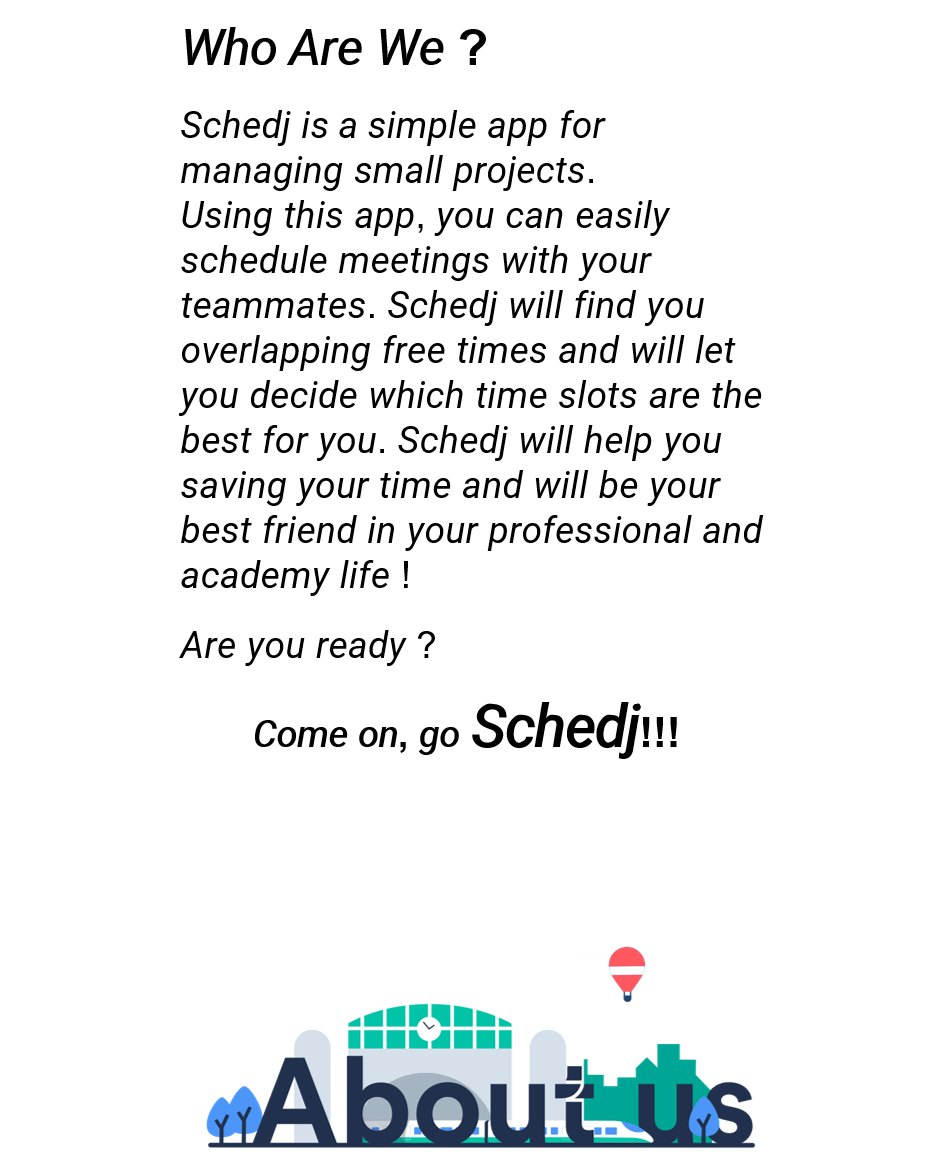 Who Are We ?
Schedj is a simple app for
managing small projects.
Using this app, you can easily
schedule meetings with your
teammates. Schedj will find you
overlapping free times and will let
you decide which time slots are the
best for you. Schedj will help you
saving your time and will be your
best friend in your professional and
academy life !
Are you ready ?
Come on, go Schedj!!!
About us